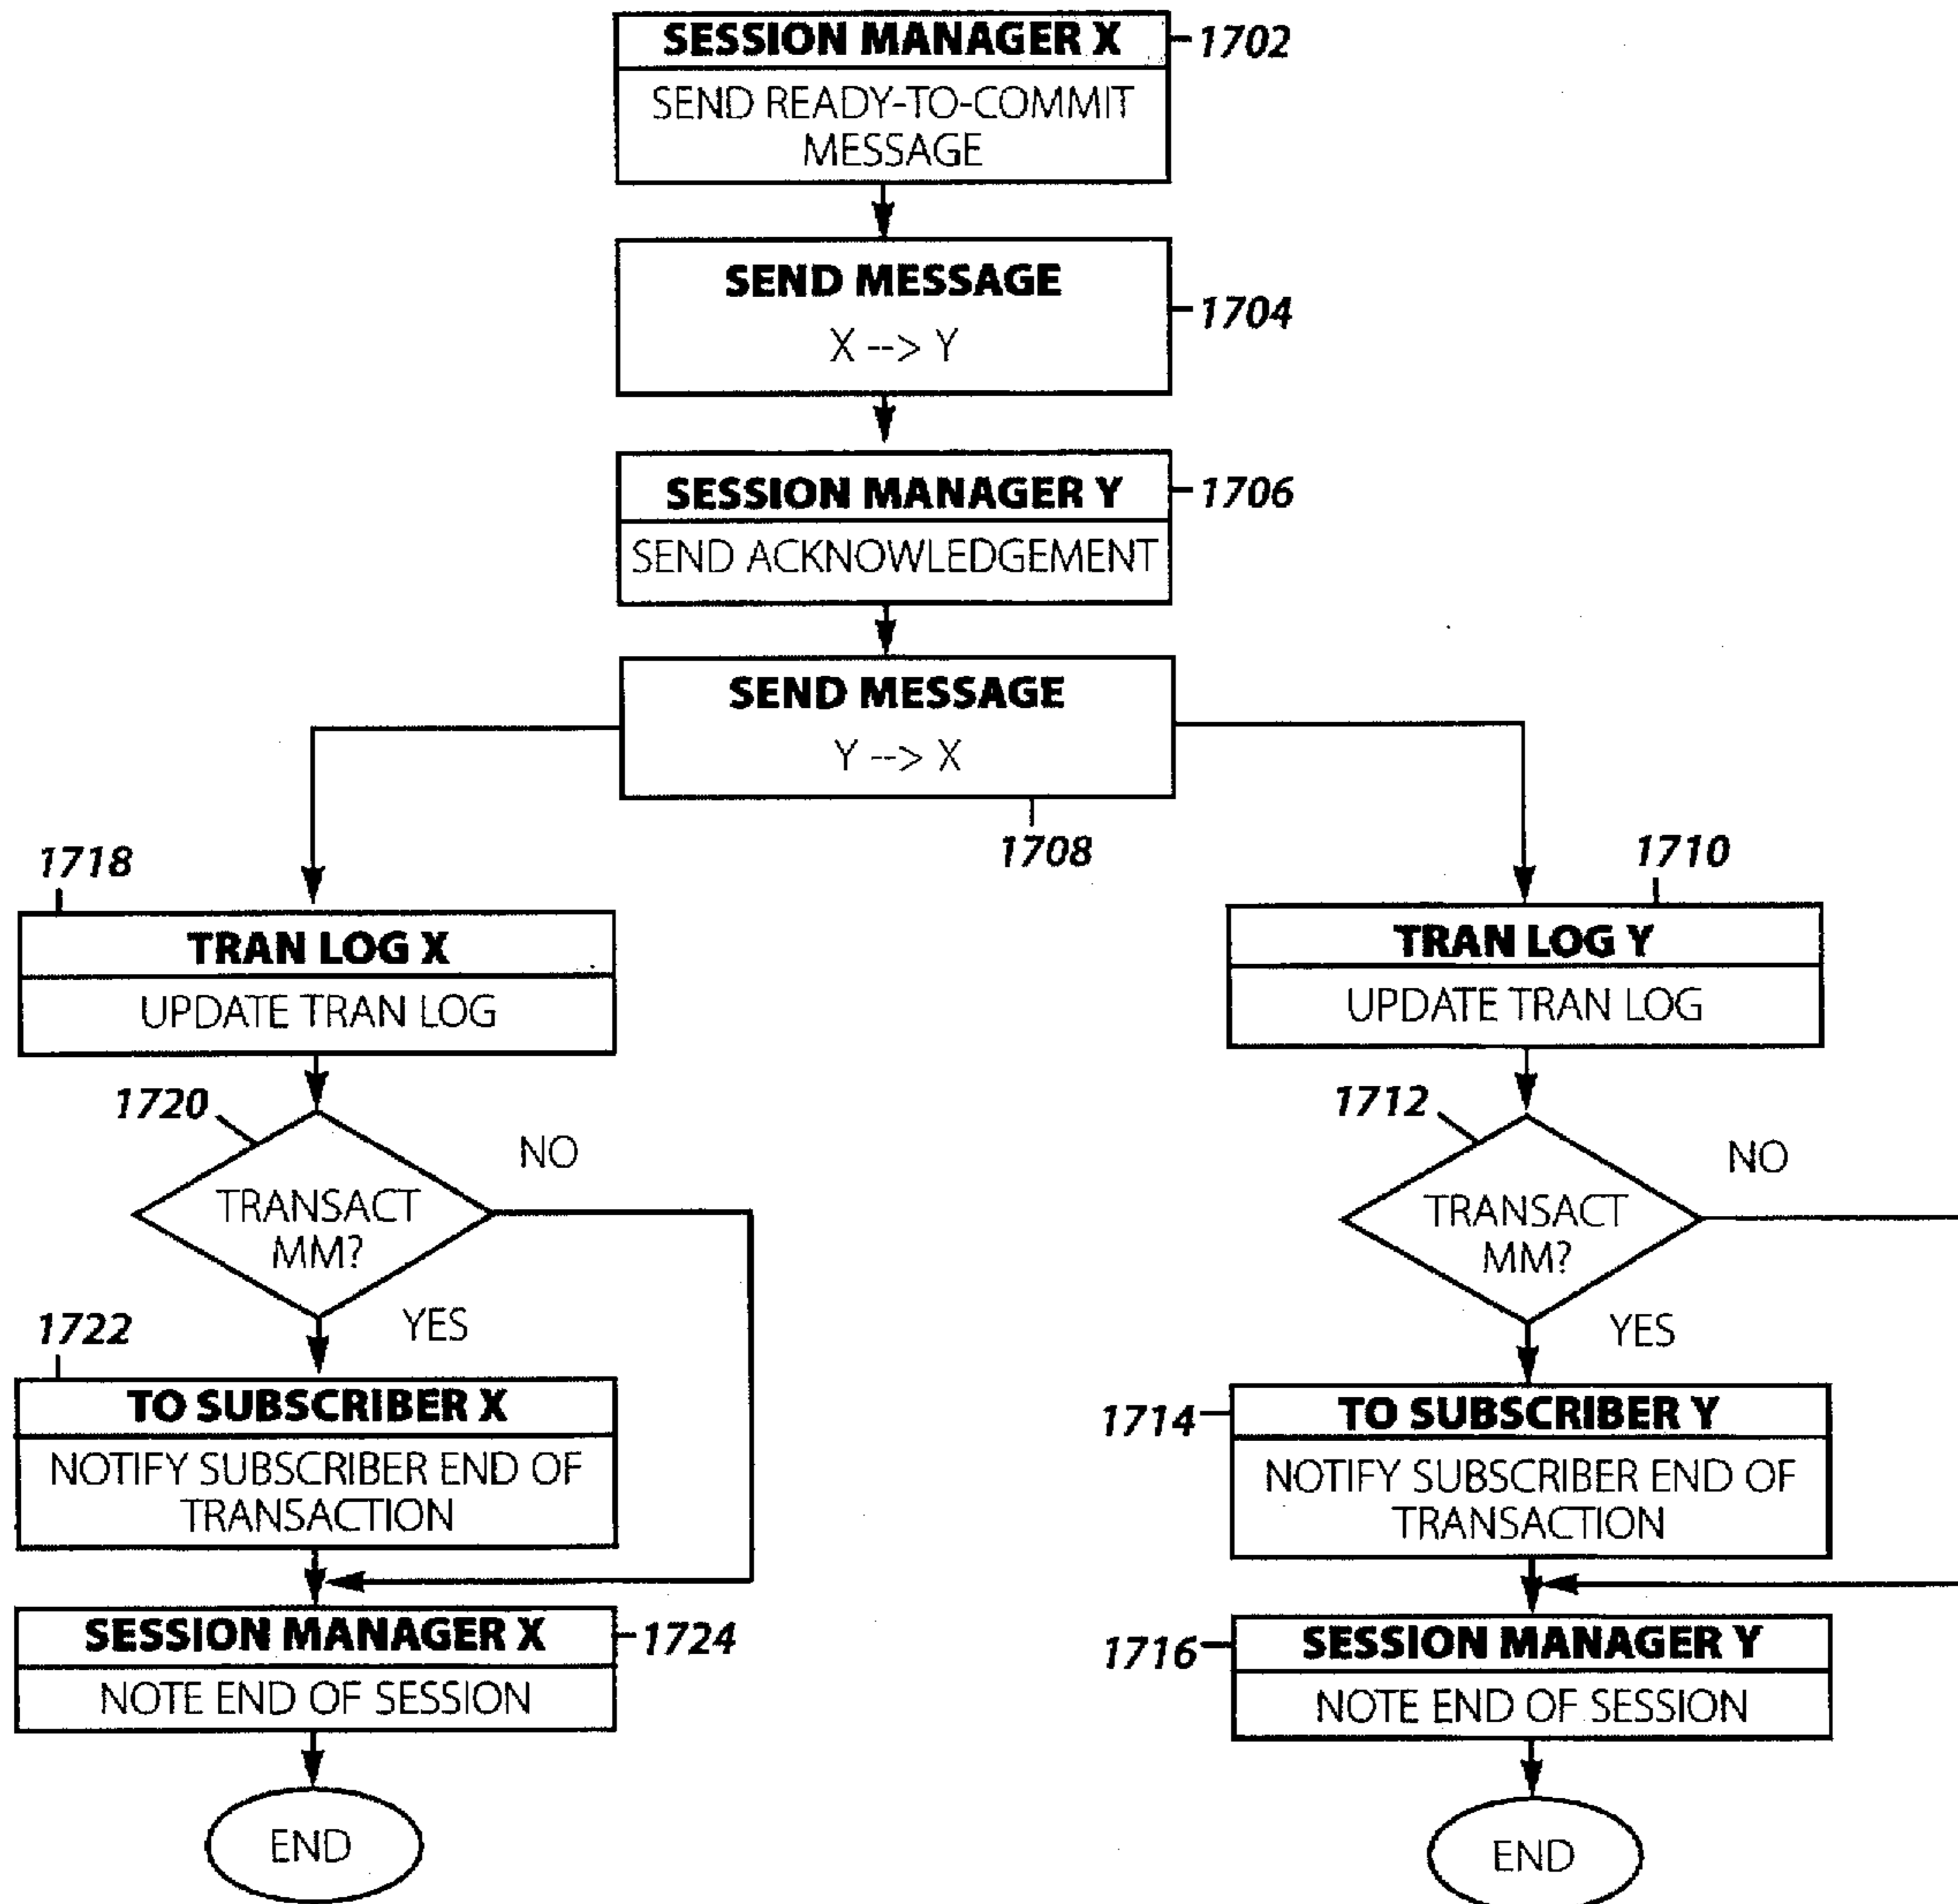 SESSION MANAGER X
1702
SEND READY-TO-COMMIT
MESSAGE
SEND MESSAGE
1704
X --> Y
SESSION MANAGER Y
1706
SEND ACKNOWLEDGEMENT
SEND MESSAGE
Y --> X
1708
1718
TRAN LOG X
UPDATE TRAN LOG
1720
NO
TRANSACT
MM?
YES
1722
TO SUBSCRIBER X
NOTIFY SUBSCRIBER END OF
TRANSACTION
SESSION MANAGER X
1724
NOTE END OF SESSION
END
1710
TRAN LOG Y
UPDATE TRAN LOG
1712
NO
TRANSACT
MM?
YES
1714
TO SUBSCRIBER Y
NOTIFY SUBSCRIBER END OF
TRANSACTION
1716
SESSION MANAGER Y
NOTE END OF SESSION
END